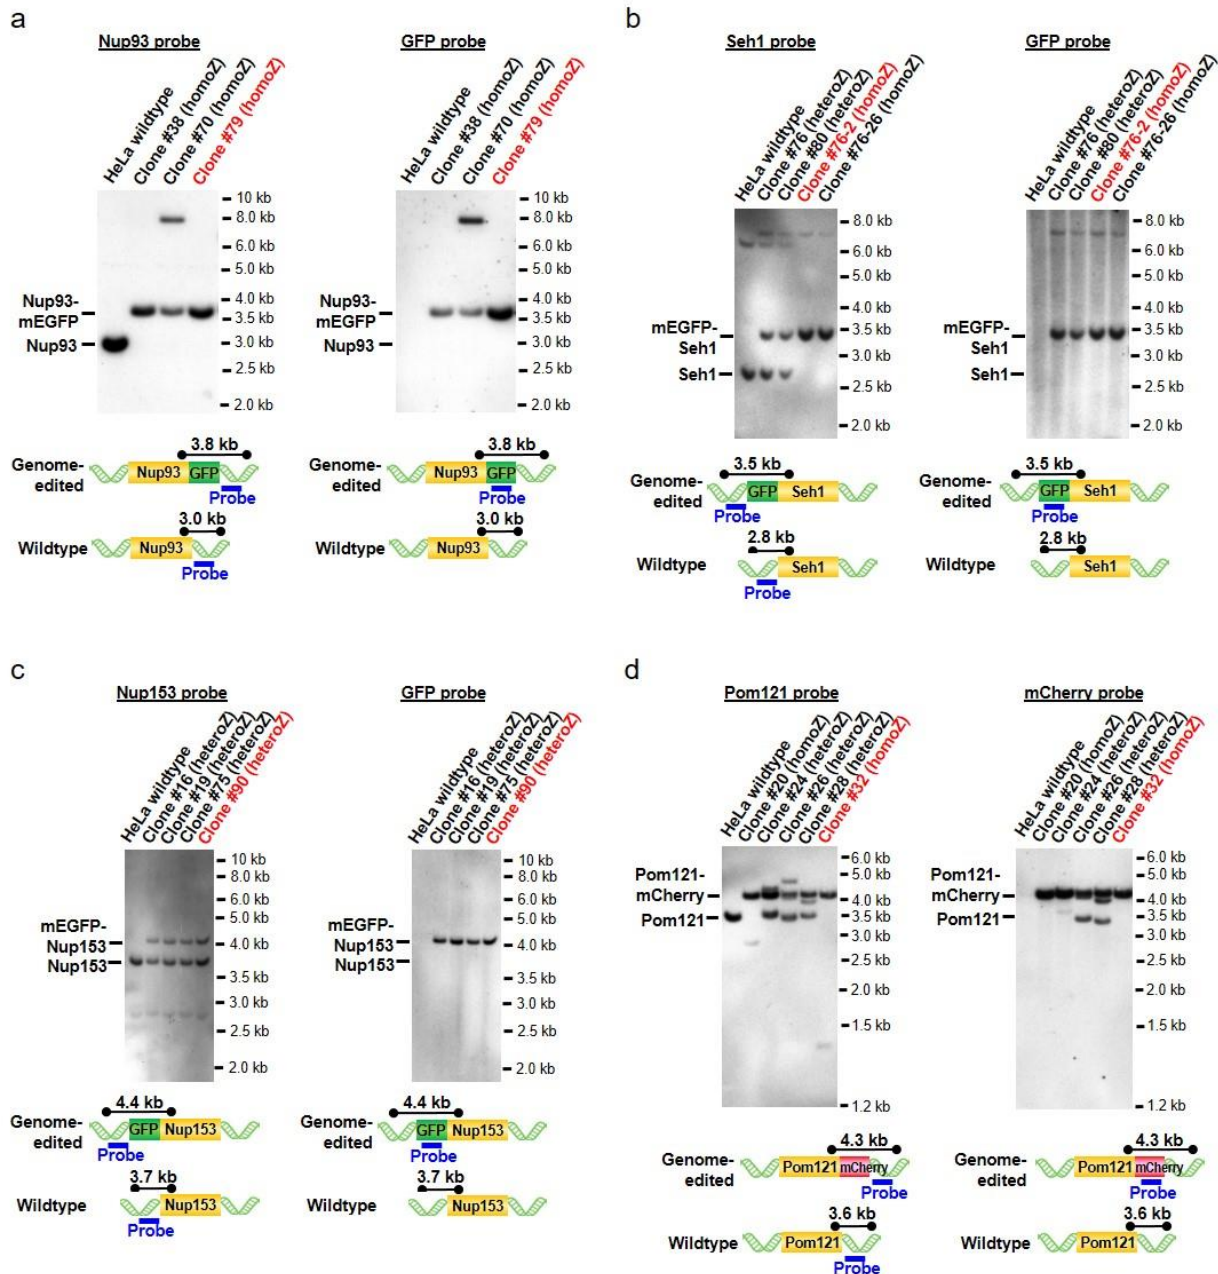 a
Nup93 probe
HeLa wildtype
Clone #38 (homoZ)
Clone #70 (homoZ)
Clone #79 (homoZ)
10 kb
8.0 kb
6.0 kb
5.0 kb
4.0 kb
3.5 kb
3.0 kb
2.5 kb
2.0 kb
Nup93-
mEGFP
Nup93
3.8 kb
Genome-
edited
Nup93
GFP
Probe
3.0 kb
Wildtype
Nup93
Probe
GFP probe
HeLa wildtype
Clone #38 (homoZ)
Clone #70 (homoZ)
Clone #79 (homoZ)
10 kb
8.0 kb
6.0 kb
5.0 kb
4.0 kb
3.5 kb
3.0 kb
2.5 kb
2.0 kb
Nup93-
mEGFP
Nup93
3.8 kb
Genome-
edited
Nup93
GFP
Probe
3.0 kb
Wildtype
Nup93
b
Seh1 probe
HeLa wildtype
Clone #76 (heteroZ)
Clone #80 (heteroZ)
Clone #76-2 (homoZ)
Clone #76-26 (homoZ)
8.0 kb
6.0 kb
5.0 kb
4.0 kb
3.5 kb
3.0 kb
2.5 kb
2.0 kb
mEGFP-
Seh1
Seh1
3.5 kb
Genome-
edited
GFP
Seh1
Probe
2.8 kb
Wildtype
Seh1
Probe
GFP probe
HeLa wildtype
Clone #76 (heteroZ)
Clone #80 (heteroZ)
Clone #76-2 (homoZ)
Clone #76-26 (homoZ)
8.0 kb
6.0 kb
5.0 kb
4.0 kb
3.5 kb
3.0 kb
2.5 kb
2.0 kb
mEGFP-
Seh1
Seh1
3.5 kb
Genome-
edited
GFP
Seh1
Probe
2.8 kb
Wildtype
Seh1
c
Nup153 probe
HeLa wildtype
Clone #16 (heteroZ)
Clone #19 (heteroZ)
Clone #75 (heteroZ)
Clone #90 (heteroZ)
10 kb
8.0 kb
6.0 kb
5.0 kb
4.0 kb
3.5 kb
3.0 kb
2.5 kb
2.0 kb
mEGFP-
Nup153
Nup153
4.4 kb
Genome-
edited
GFP
Nup153
Probe
3.7 kb
Wildtype
Nup153
Probe
GFP probe
HeLa wildtype
Clone #16 (heteroZ)
Clone #19 (heteroZ)
Clone #75 (heteroZ)
Clone #90 (heteroZ)
10 kb
8.0 kb
6.0 kb
5.0 kb
4.0 kb
3.5 kb
3.0 kb
2.5 kb
2.0 kb
mEGFP-
Nup153
Nup153
4.4 kb
Genome-
edited
GFP
Nup153
Probe
3.7 kb
Wildtype
Nup153
d
Pom121 probe
HeLa wildtype
Clone #20 (homoZ)
Clone #24 (heteroZ)
Clone #26 (heteroZ)
Clone #28 (heteroZ)
Clone #32 (homoZ)
6.0 kb
5.0 kb
4.0 kb
3.5 kb
3.0 kb
2.5 kb
2.0 kb
1.5 kb
1.2 kb
Pom121-
mCherry
Pom121
4.3 kb
Genome-
edited
Pom121
mCherry
Probe
3.6 kb
Wildtype
Pom121
Probe
mCherry probe
HeLa wildtype
Clone #20 (homoZ)
Clone #24 (heteroZ)
Clone #26 (heteroZ)
Clone #28 (heteroZ)
Clone #32 (homoZ)
6.0 kb
5.0 kb
4.0 kb
3.5 kb
3.0 kb
2.5 kb
2.0 kb
1.5 kb
1.2 kb
Pom121-
mCherry
Pom121
4.3 kb
Genome-
edited
Pom121
mCherry
Probe
3.6 kb
Wildtype
Pom121